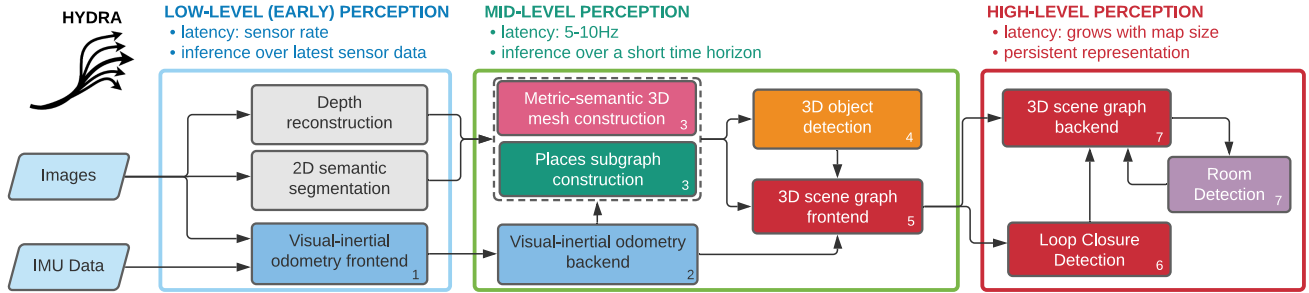 HYDRA
LOW-LEVEL (EARLY) PERCEPTION
• latency: sensor rate
• inference over latest sensor data
MID-LEVEL PERCEPTION
• latency: 5-10Hz
• inference over a short time horizon
HIGH-LEVEL PERCEPTION
• latency: grows with map size
• persistent representation
Images
IMU Data
Depth
reconstruction
2D semantic
segmentation
Visual-inertial
odometry frontend
1
Metric-semantic 3D
mesh construction
3
Places subgraph
construction
3
Visual-inertial odometry
backend
2
3D object
detection
4
3D scene graph
frontend
5
3D scene graph
backend
7
Room
Detection
7
Loop Closure
Detection
6